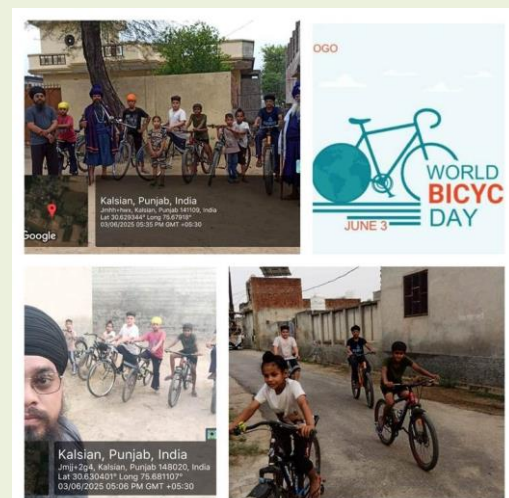 Kalsian, Punjab, India
Jmhh+hwx, Kalsian, Punjab 141109, India
Lat 30.629344° Long 75.67919°
03/06/2025 05:35 PM GMT +05:30
Google
OGO
WORLD
BICYC
DAY
JUNE 3
Kalsian, Punjab, India
Jmjj+2g4, Kalsian, Punjab 148020, India
Lat 30.630401° Long 75.681107°
03/06/2025 05:06 PM GMT +05:30